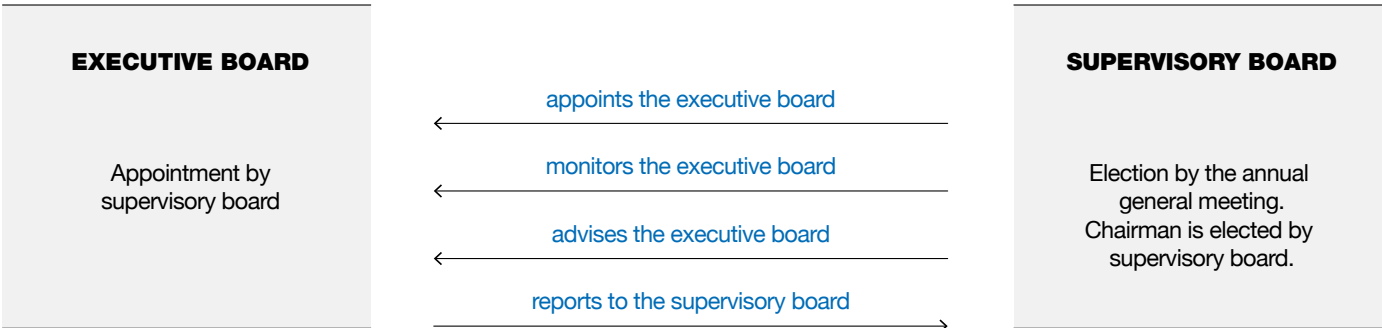 EXECUTIVE BOARD
Appointment by
supervisory board
appoints the executive board
monitors the executive board
advises the executive board
reports to the supervisory board
SUPERVISORY BOARD
Election by the annual
general meeting.
Chairman is elected by
supervisory board.